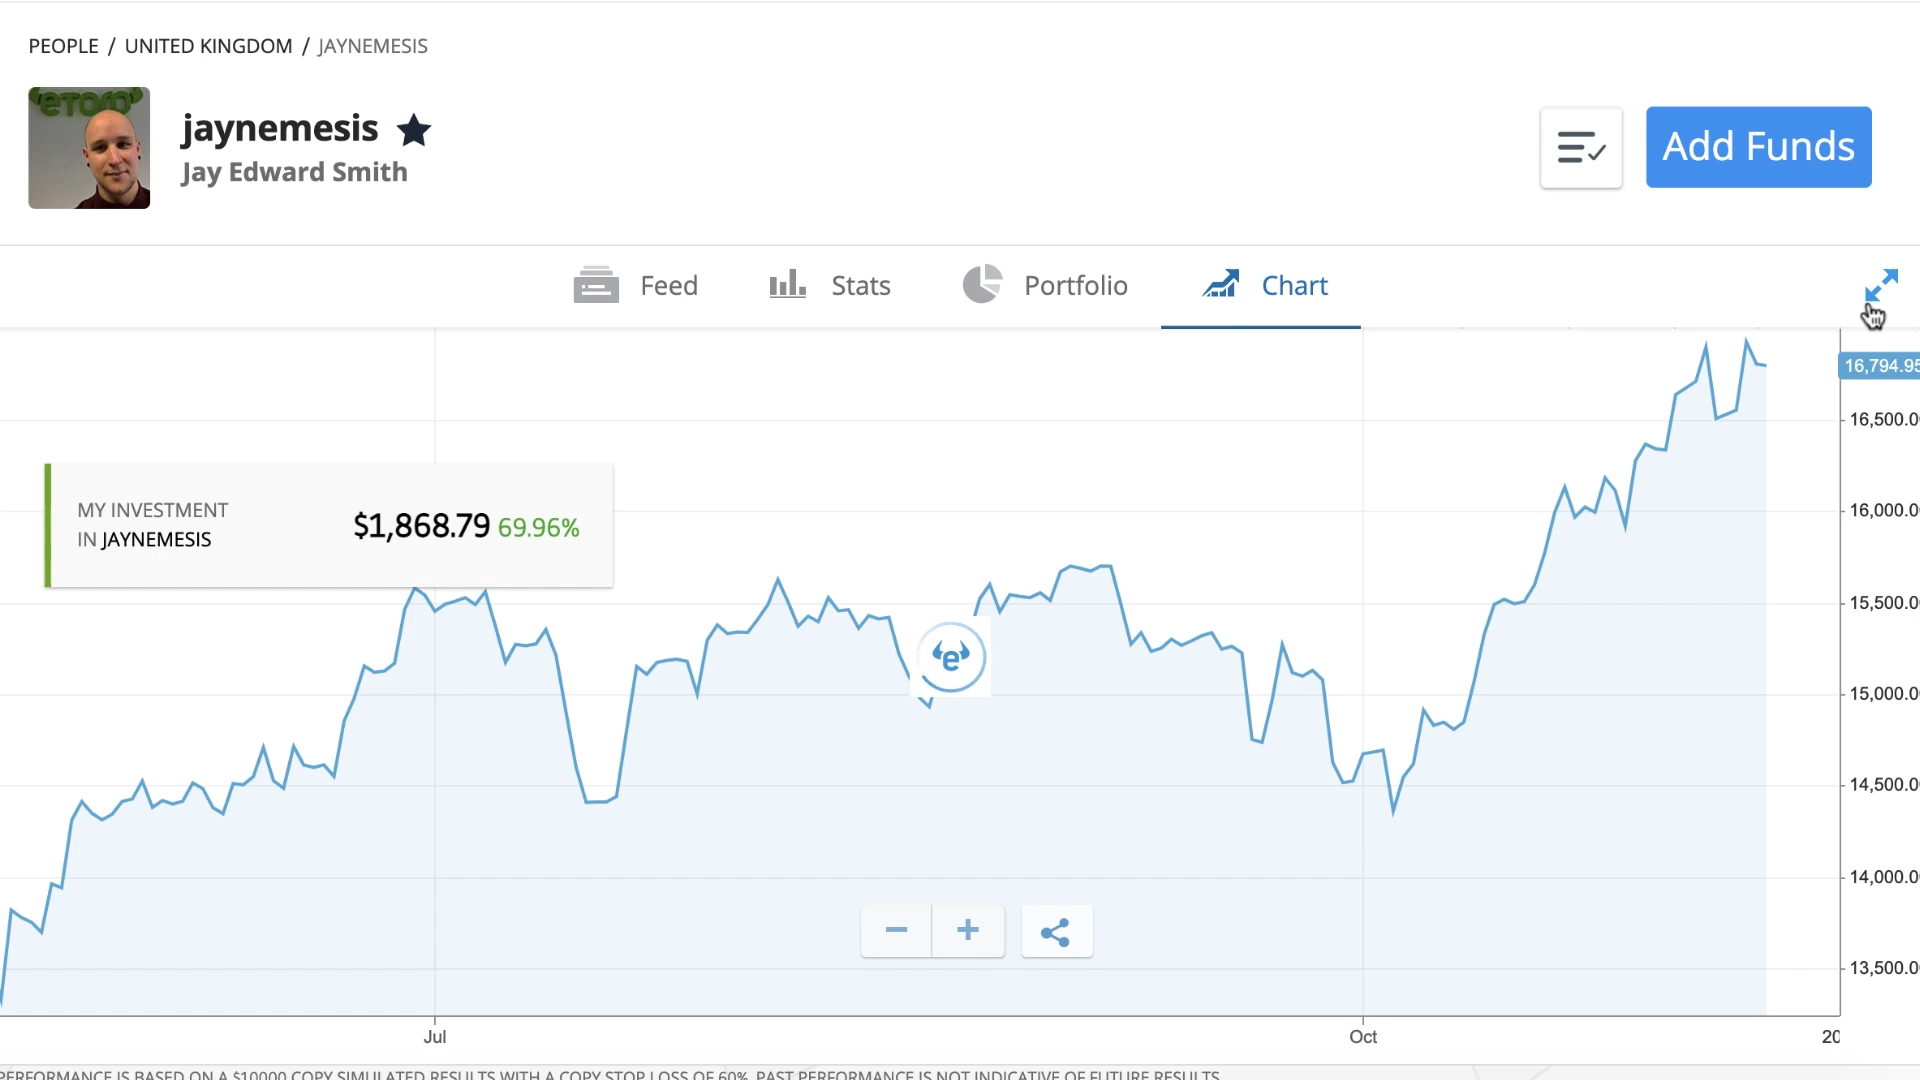 PEOPLE / UNITED KINGDOM / JAYNEMESIS
eTORO
jaynemesis
Jay Edward Smith
Add Funds
Feed
Stats
Portfolio
Chart
16,794.95
16,500.0
MY INVESTMENT
IN JAYNEMESIS
$1,868.79 69.96%
16,000.0
15,500.0
e
15,000.0
14,500.0
14,000.0
13,500.0
Jul
Oct
20
PERFORMANCE IS BASED ON A $10000 COPY SIMULATED RESULTS WITH A COPY STOP LOSS OF 60%. PAST PERFORMANCE IS NOT INDICATIVE OF FUTURE RESULTS